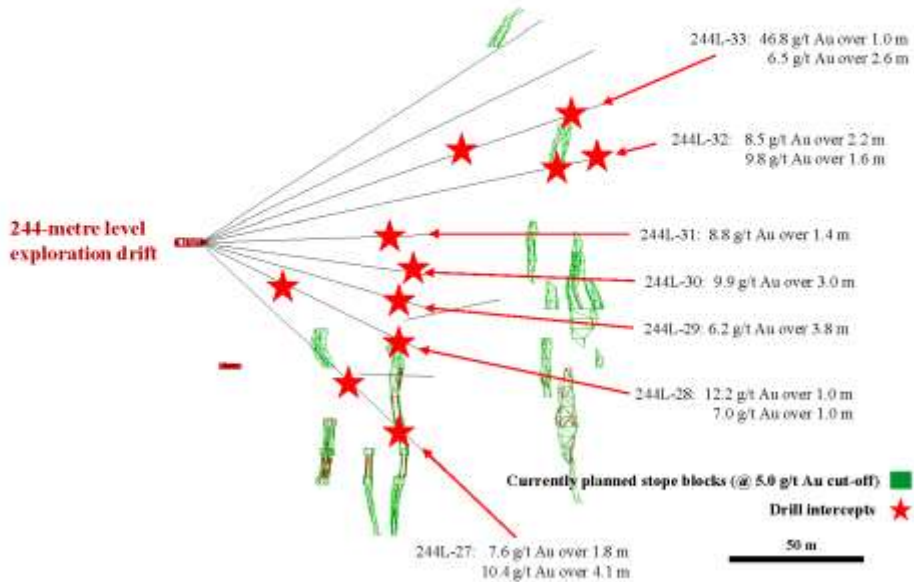 244L-33: 46.8 g/t Au over 1.0 m
6.5 g/t Au over 2.6 m
244L-32: 8.5 g/t Au over 2.2 m
9.8 g/t Au over 1.6 m
244-metre level
exploration drift
244L-31: 8.8 g/t Au over 1.4 m
244L-30: 9.9 g/t Au over 3.0 m
244L-29: 6.2 g/t Au over 3.8 m
244L-28: 12.2 g/t Au over 1.0 m
7.0 g/t Au over 1.0 m
Currently planned stope blocks (@ 5.0 g/t Au cut-off)
Drill intercepts
244L-27: 7.6 g/t Au over 1.8 m
10.4 g/t Au over 4.1 m
50 m